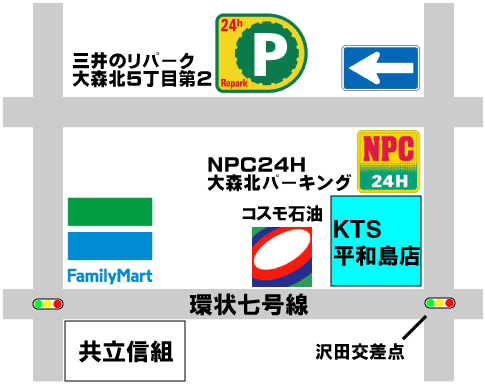 24h
P
Repark
三井のリパーク
大森北5丁目第2
NPC
24H
NPC24H
大森北パーキング
コスモ石油
KTS
平和島店
FamilyMart
環状七号線
共立信組
沢田交差点